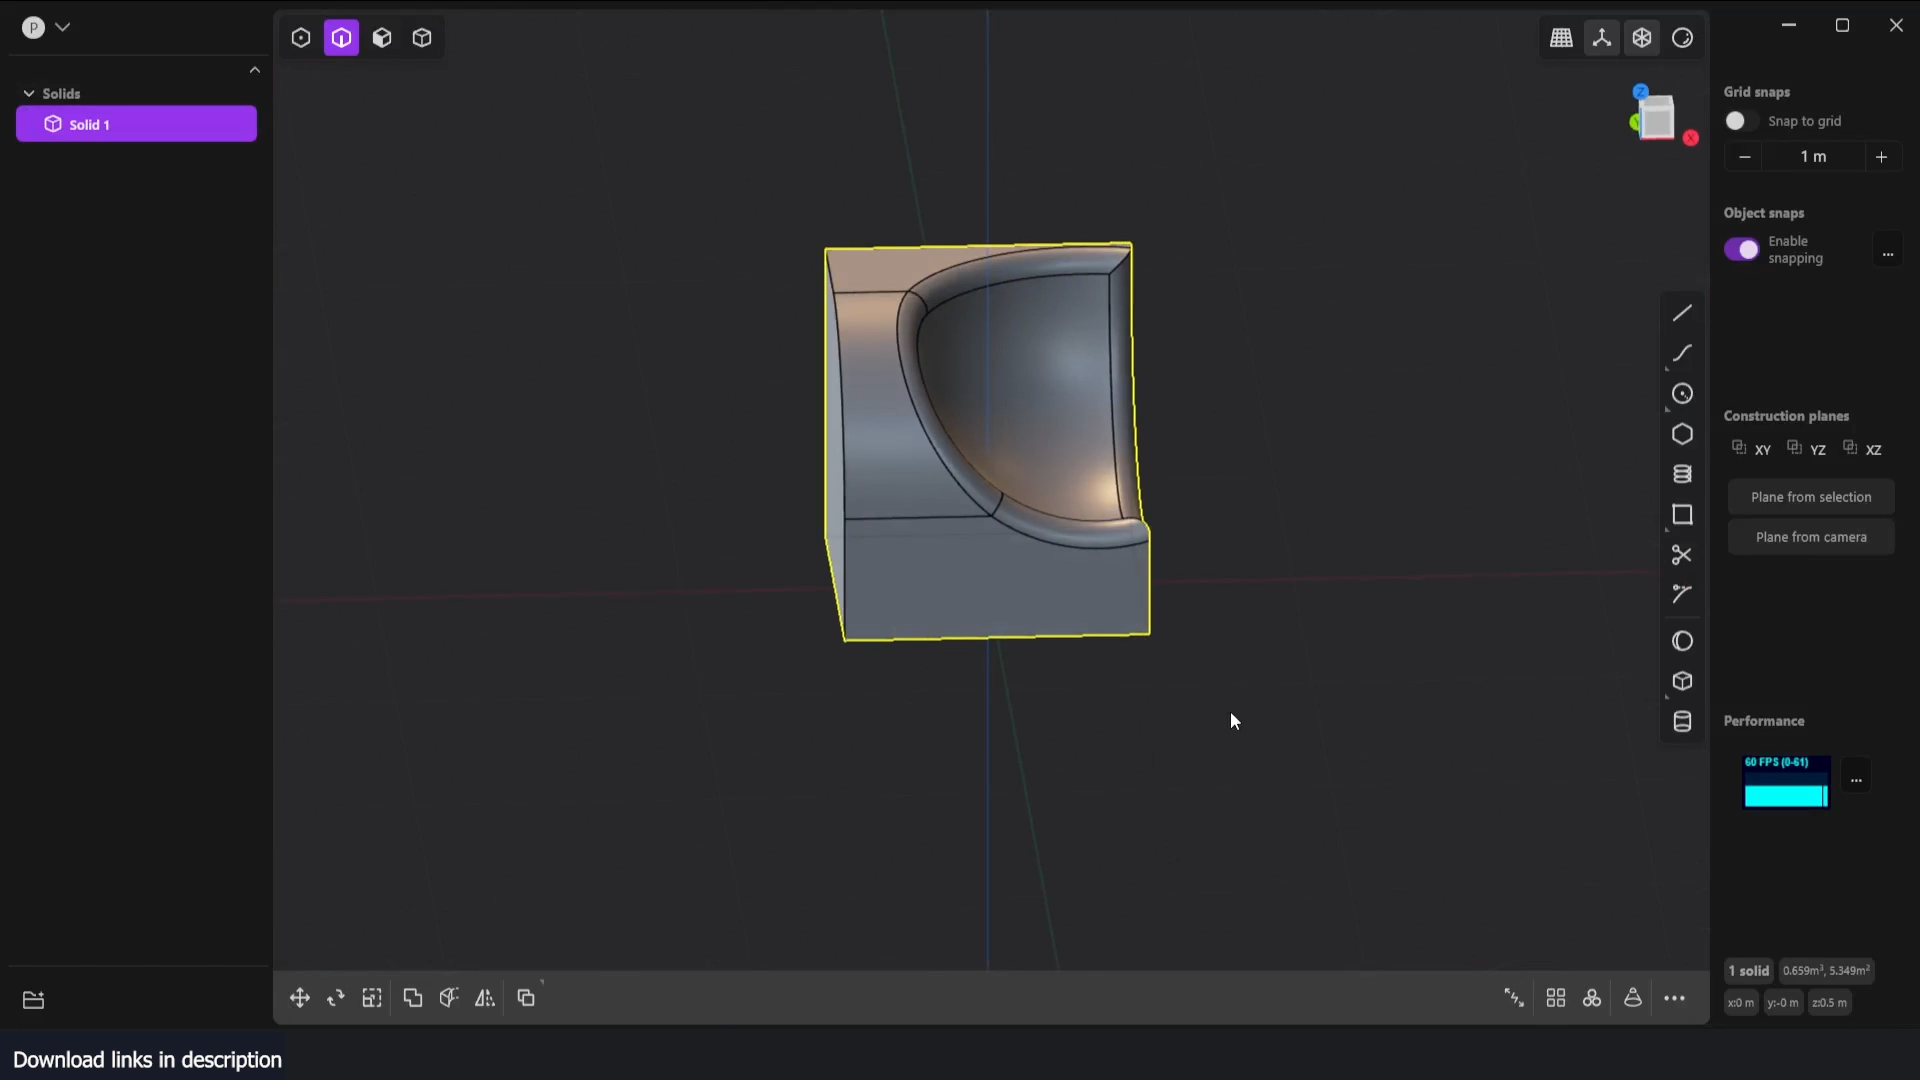 P
Solids
Solid 1
Z
Y
X
Grid snaps
Snap to grid
1 m
Object snaps
Enable
snapping
...
Construction planes
XY YZ XZ
Plane from selection
Plane from camera
Performance
60 FPS (0-61)
...
1 solid 0.659m³, 5.349m²
x:0 m y:-0 m z:0.5 m
Download links in description